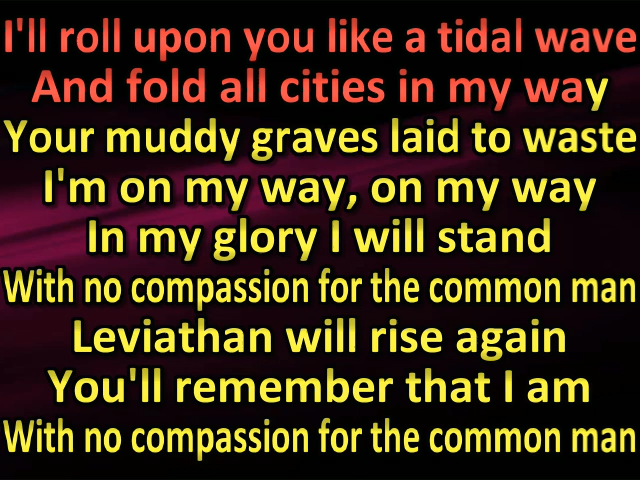 I'll roll upon you like a tidal wave
And fold all cities in my way
Your muddy graves laid to waste
I'm on my way, on my way
In my glory I will stand
With no compassion for the common man
Leviathan will rise again
You'll remember that I am
With no compassion for the common man